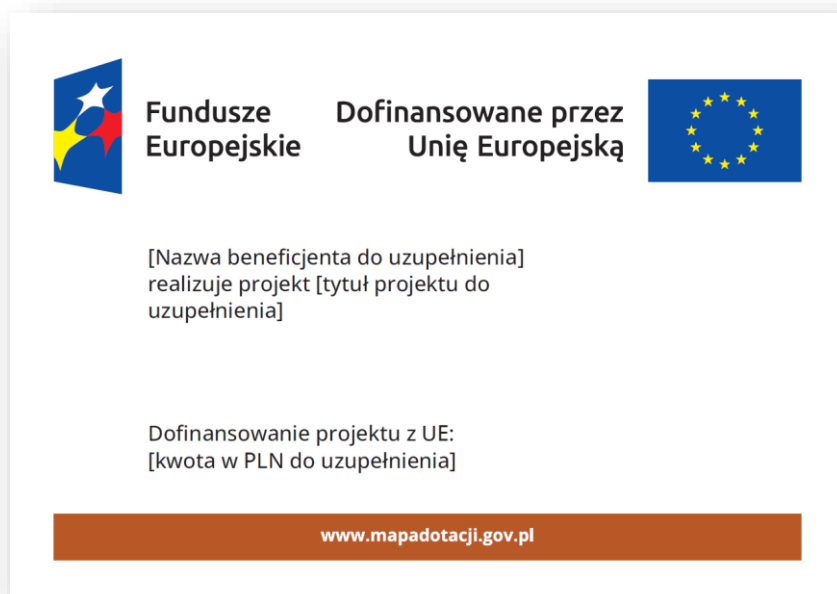 Fundusze
Europejskie
Dofinansowane przez
Unię Europejską
[Nazwa beneficjenta do uzupełnienia]
realizuje projekt [tytuł projektu do
uzupełnienia]
Dofinansowanie projektu z UE:
[kwota w PLN do uzupełnienia]
www.mapadotacji.gov.pl